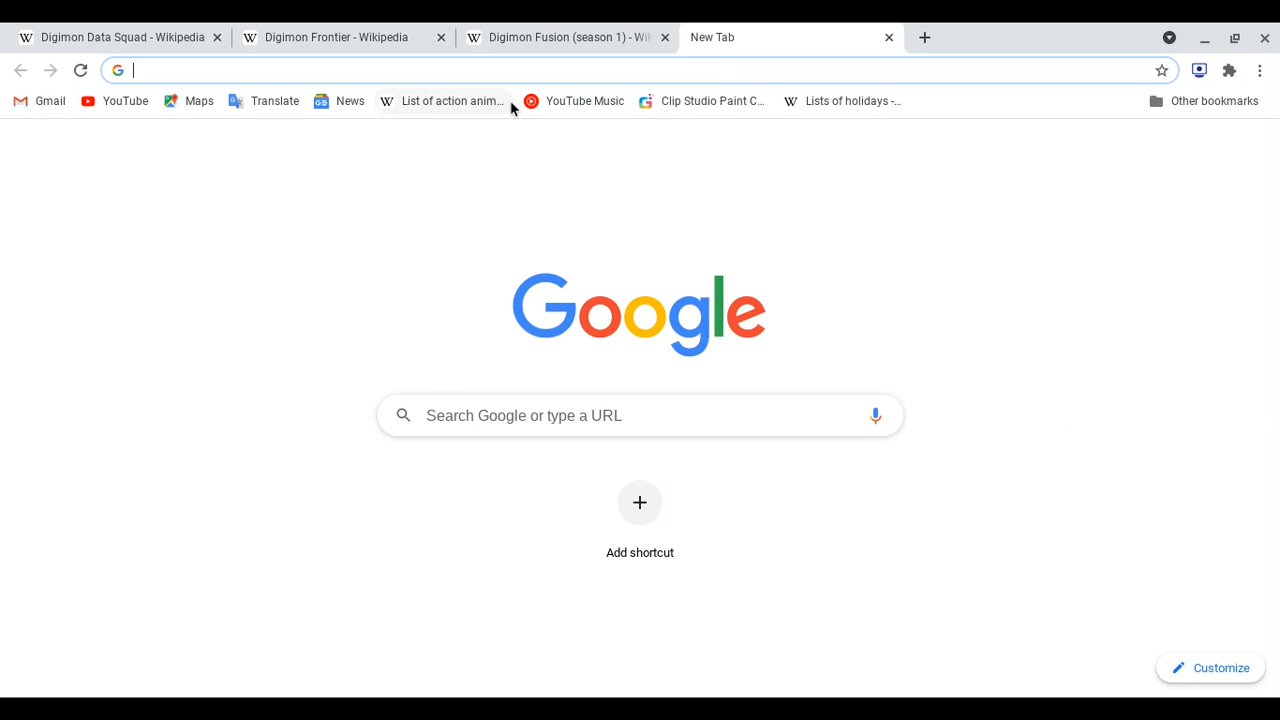 Digimon Data Squad - Wikipedia
Digimon Frontier - Wikipedia
Digimon Fusion (season 1) - Wik
New Tab
Gmail
YouTube
Maps
Translate
News
List of action anim...
YouTube Music
Clip Studio Paint C...
Lists of holidays -...
Other bookmarks
Google
Search Google or type a URL
Add shortcut
Customize